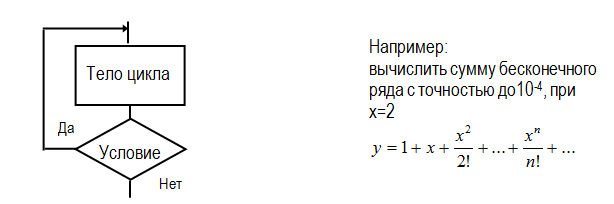 Тело цикла
Да
Условие
Нет
Например:
вычислить сумму бесконечного
ряда с точностью до10⁻⁴, при
x=2
y = 1 + x + x²/2! + ... + xⁿ/n! + ...